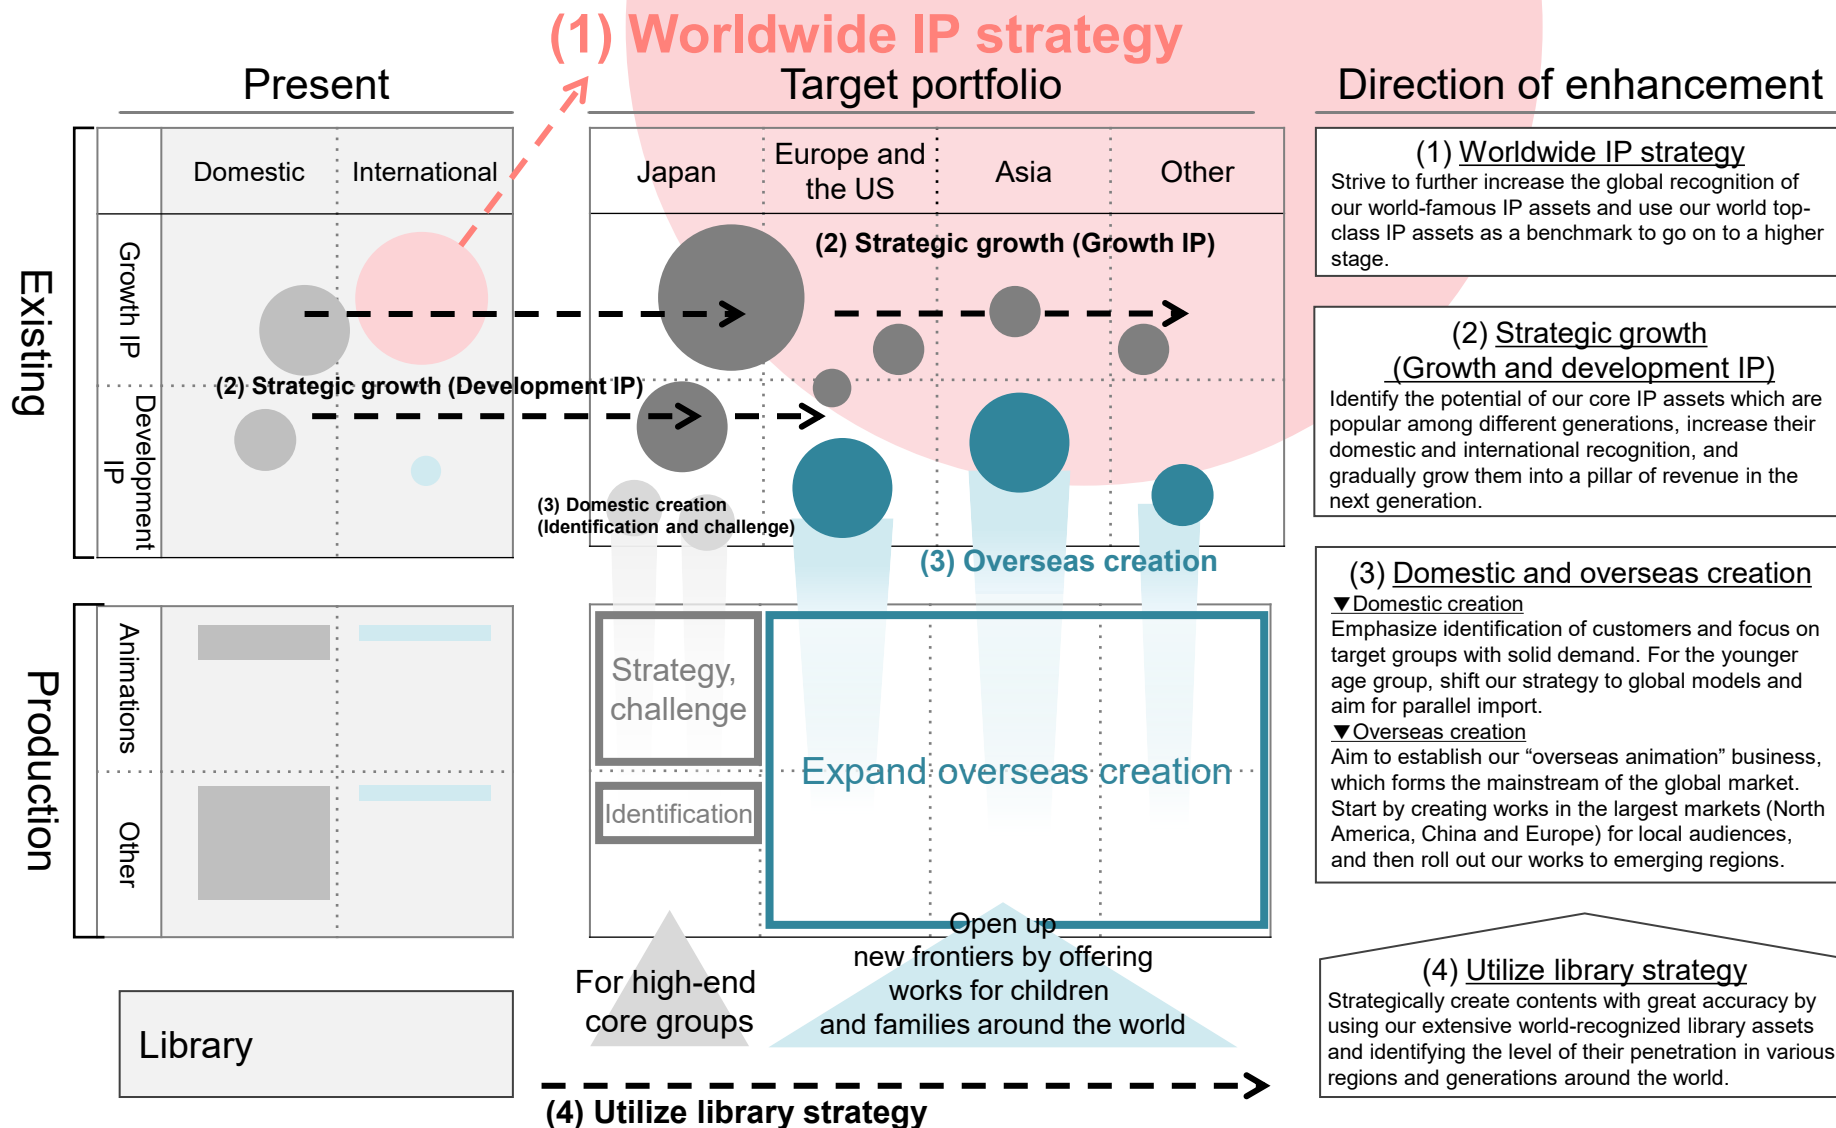 (1) Worldwide IP strategy
Present
Target portfolio
Direction of enhancement
Domestic
International
Japan
Europe and
the US
Asia
Other
Existing
Growth IP
Development
IP
(2) Strategic growth (Growth IP)
(2) Strategic growth (Development IP)
(3) Domestic creation
(Identification and challenge)
(3) Overseas creation
Production
Animations
Other
Strategy,
challenge
Identification
Expand overseas creation
For high-end
core groups
Open up
new frontiers by offering
works for children
and families around the world
Library
(4) Utilize library strategy
(1) Worldwide IP strategy
Strive to further increase the global recognition of
our world-famous IP assets and use our world top-
class IP assets as a benchmark to go on to a higher
stage.
(2) Strategic growth
(Growth and development IP)
Identify the potential of our core IP assets which are
popular among different generations, increase their
domestic and international recognition, and
gradually grow them into a pillar of revenue in the
next generation.
(3) Domestic and overseas creation
▼Domestic creation
Emphasize identification of customers and focus on
target groups with solid demand. For the younger
age group, shift our strategy to global models and
aim for parallel import.
▼Overseas creation
Aim to establish our “overseas animation” business,
which forms the mainstream of the global market.
Start by creating works in the largest markets (North
America, China and Europe) for local audiences,
and then roll out our works to emerging regions.
(4) Utilize library strategy
Strategically create contents with great accuracy by
using our extensive world-recognized library assets
and identifying the level of their penetration in various
regions and generations around the world.